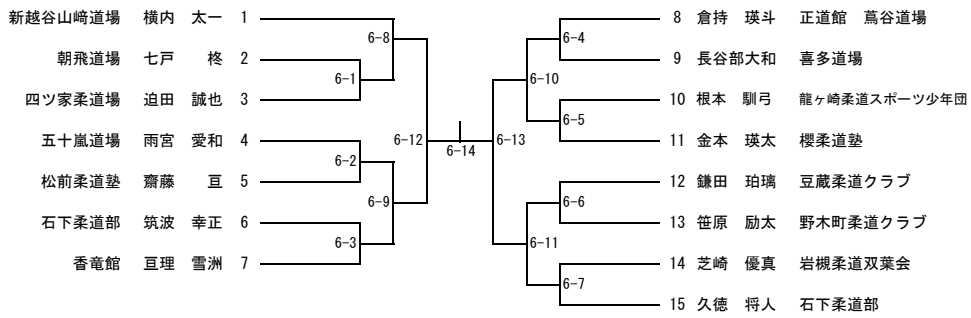 新越谷山﨑道場 横内 太一 1
朝飛道場 七戸 柊 2
四ツ家柔道場 迫田 誠也 3
五十嵐道場 雨宮 愛和 4
松前柔道塾 齋藤 亘 5
石下柔道部 筑波 幸正 6
香竜館 亘理 雪洲 7
6-8
6-1
6-12
6-2
6-9
6-3
6-14
6-13
6-4
6-10
6-5
6-6
6-11
6-7
8 倉持 瑛斗 正道館 蔦谷道場
9 長谷部大和 喜多道場
10 根本 馴弓 龍ヶ崎柔道スポーツ少年団
11 金本 瑛太 櫻柔道塾
12 鎌田 珀璃 豆蔵柔道クラブ
13 笹原 励太 野木町柔道クラブ
14 芝崎 優真 岩槻柔道双葉会
15 久徳 将人 石下柔道部